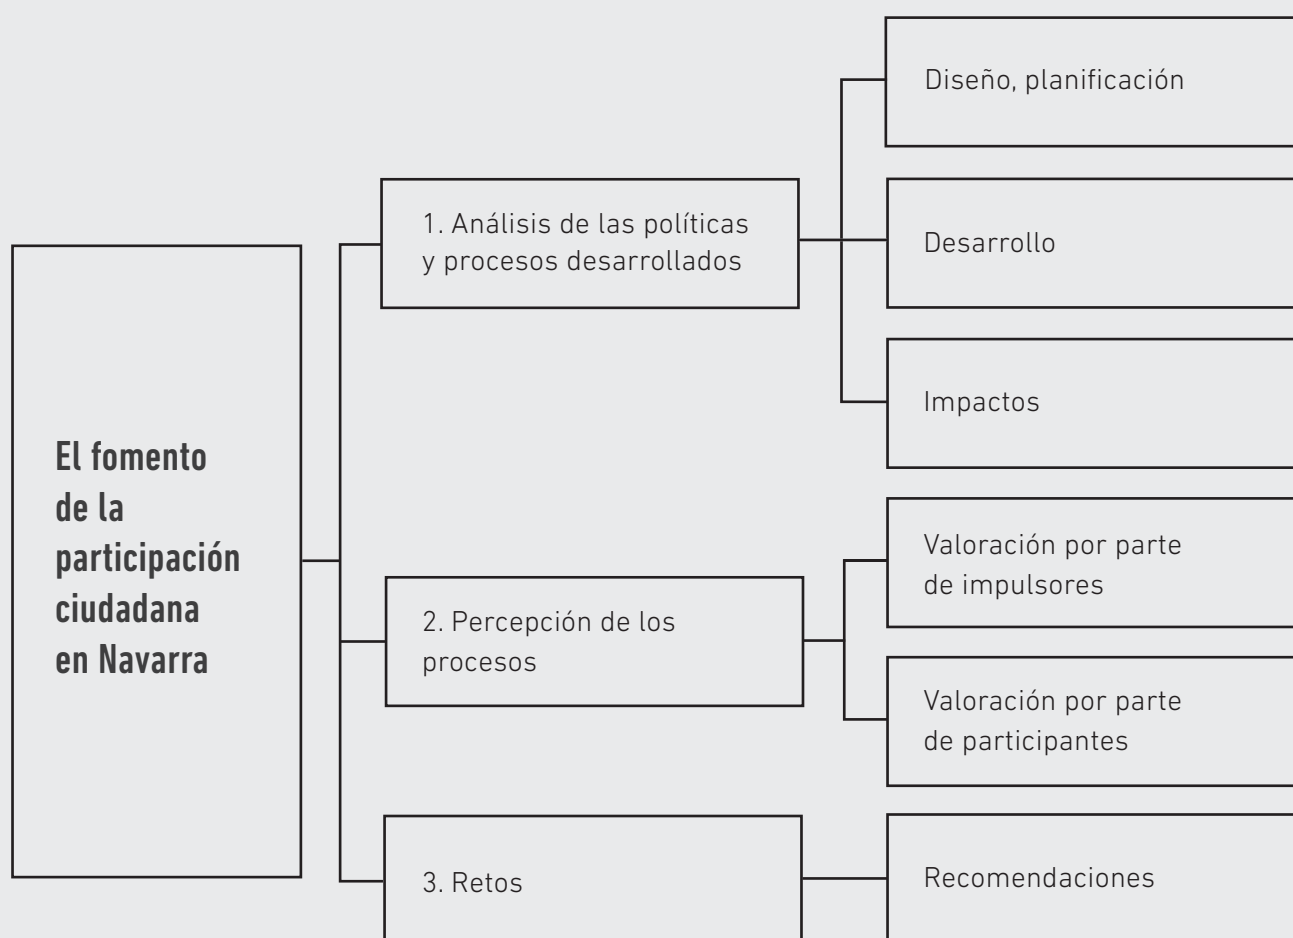 El fomento
de la
participación
ciudadana
en Navarra
1. Análisis de las políticas
y procesos desarrollados
Diseño, planificación
Desarrollo
Impactos
2. Percepción de los
procesos
Valoración por parte
de impulsores
Valoración por parte
de participantes
3. Retos
Recomendaciones